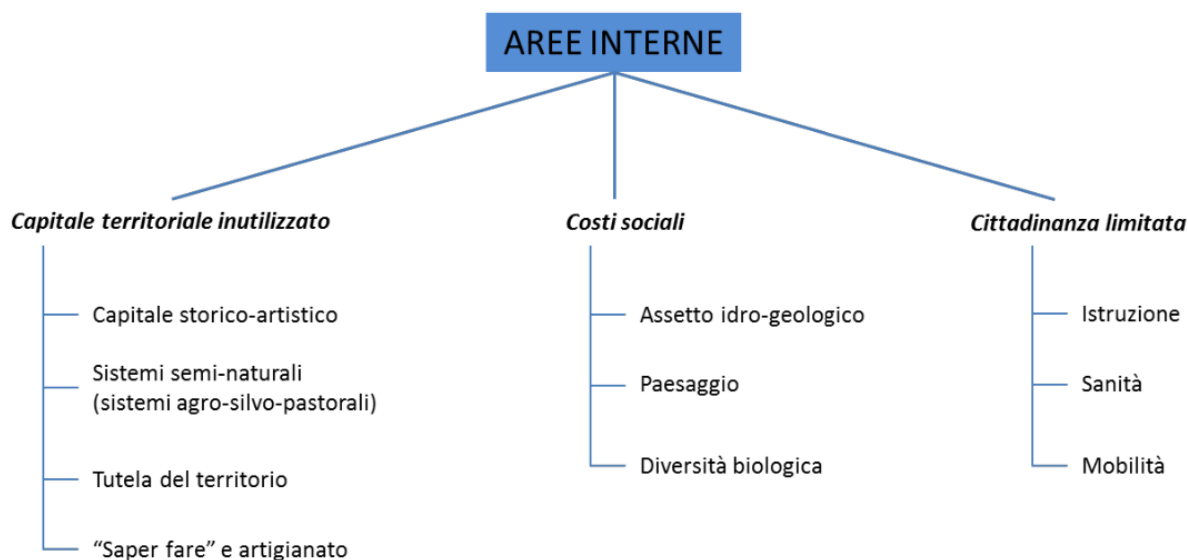 AREE INTERNE
Capitale territoriale inutilizzato
Capitale storico-artistico
Sistemi semi-naturali
(sistemi agro-silvo-pastorali)
Tutela del territorio
“Saper fare” e artigianato
Costi sociali
Assetto idro-geologico
Paesaggio
Diversità biologica
Cittadinanza limitata
Istruzione
Sanità
Mobilità